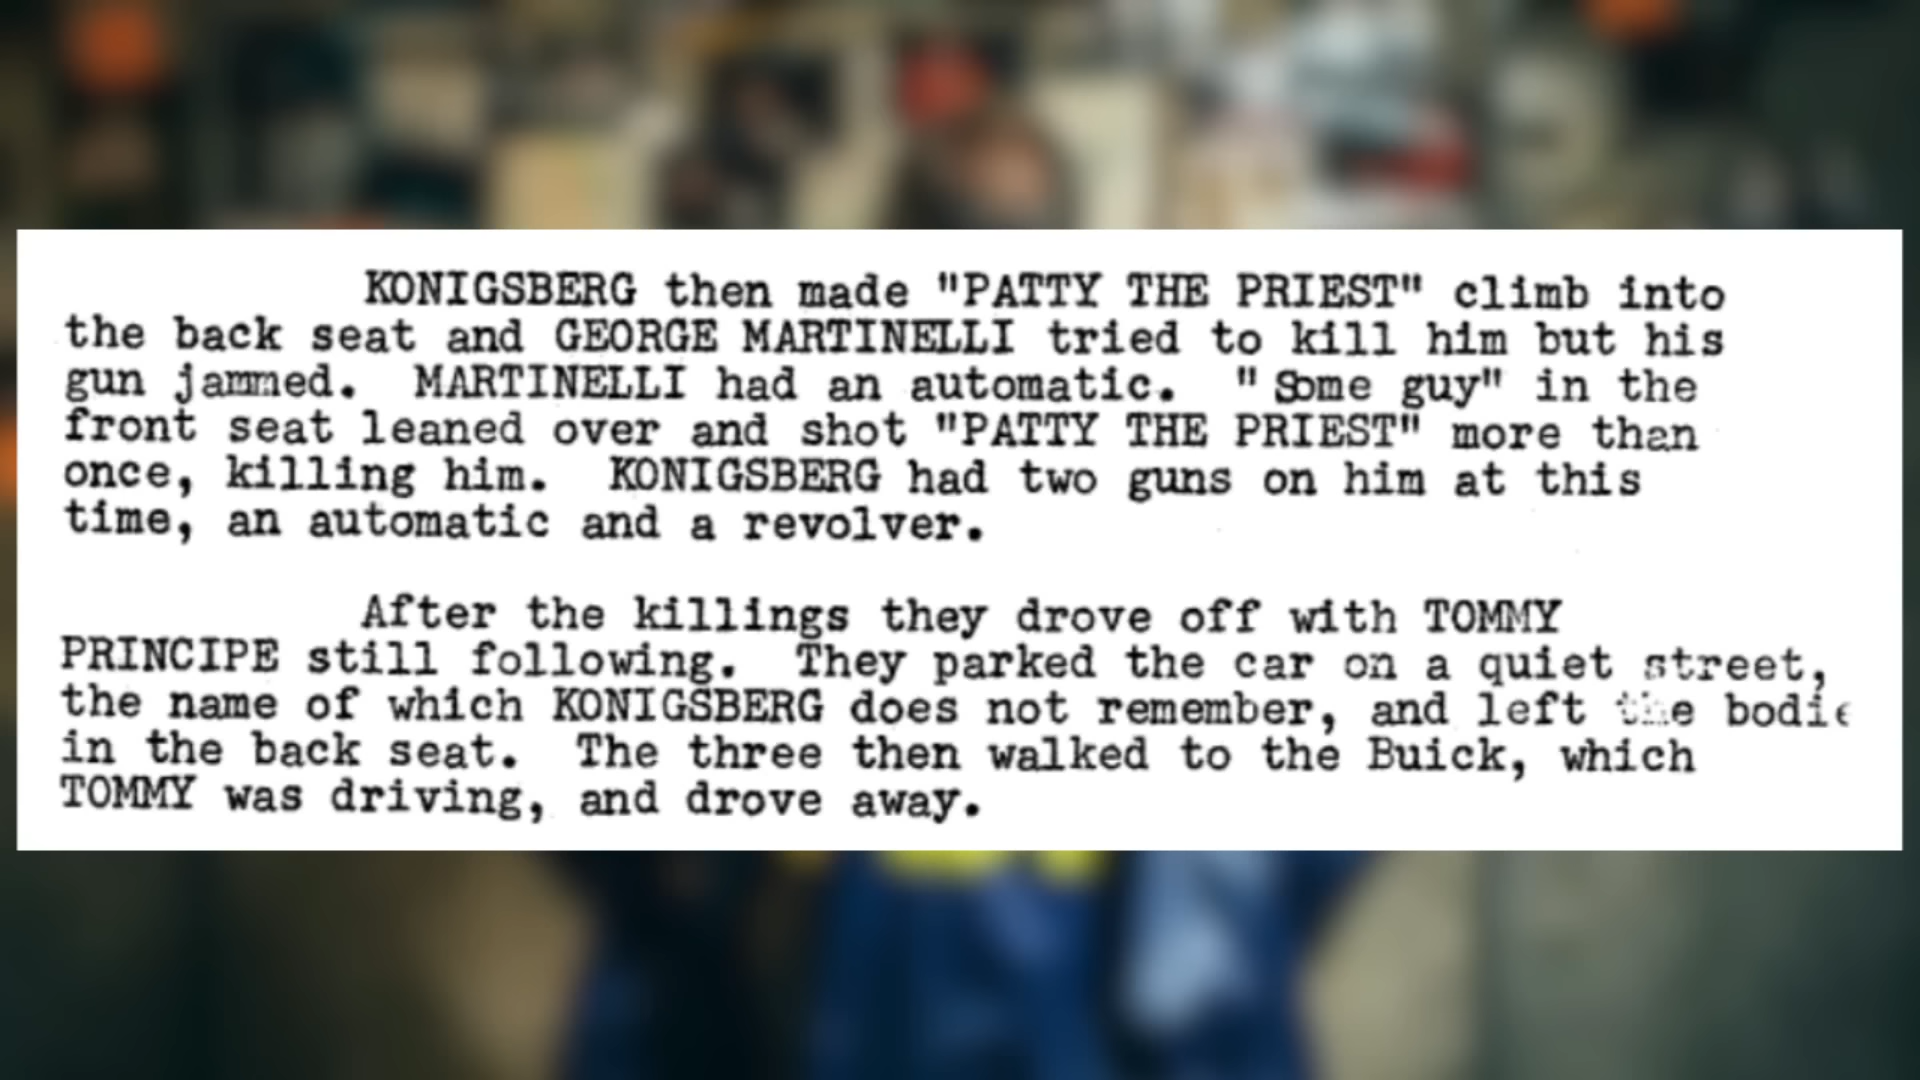 KONIGSBERG then made "PATTY THE PRIEST" climb into
the back seat and GEORGE MARTINELLI tried to kill him but his
gun jammed. MARTINELLI had an automatic. "Some guy" in the
front seat leaned over and shot "PATTY THE PRIEST" more than
once, killing him. KONIGSBERG had two guns on him at this
time, an automatic and a revolver.
After the killings they drove off with TOMMY
PRINCIPE still following. They parked the car on a quiet street,
the name of which KONIGSBERG does not remember, and left the bodie
in the back seat. The three then walked to the Buick, which
TOMMY was driving, and drove away.